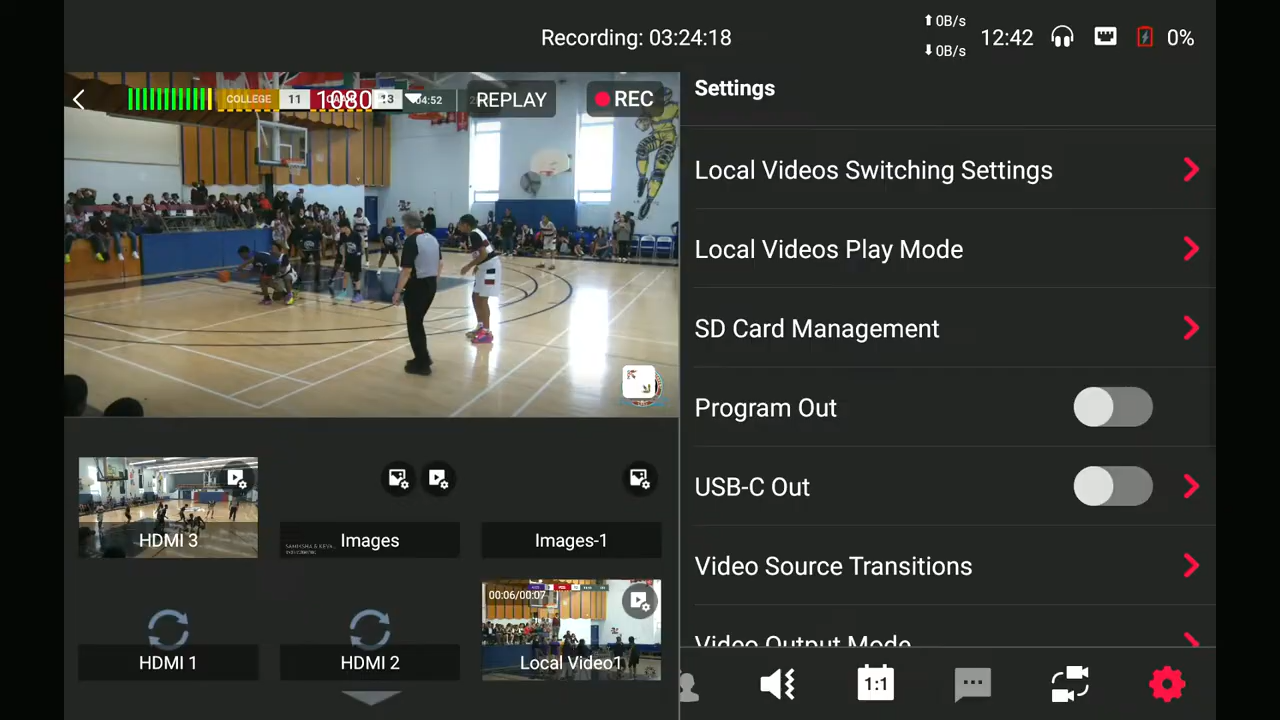 Recording: 03:24:18
0B/s
0B/s
12:42
0%
COLLEGE 11 1080 13 04:52
REPLAY
REC
Settings
Local Videos Switching Settings
Local Videos Play Mode
SD Card Management
Program Out
USB-C Out
Video Source Transitions
Video Output Mode
HDMI 3
Images
Images-1
HDMI 1
HDMI 2
00:06/00:07
Local Video1
1:1